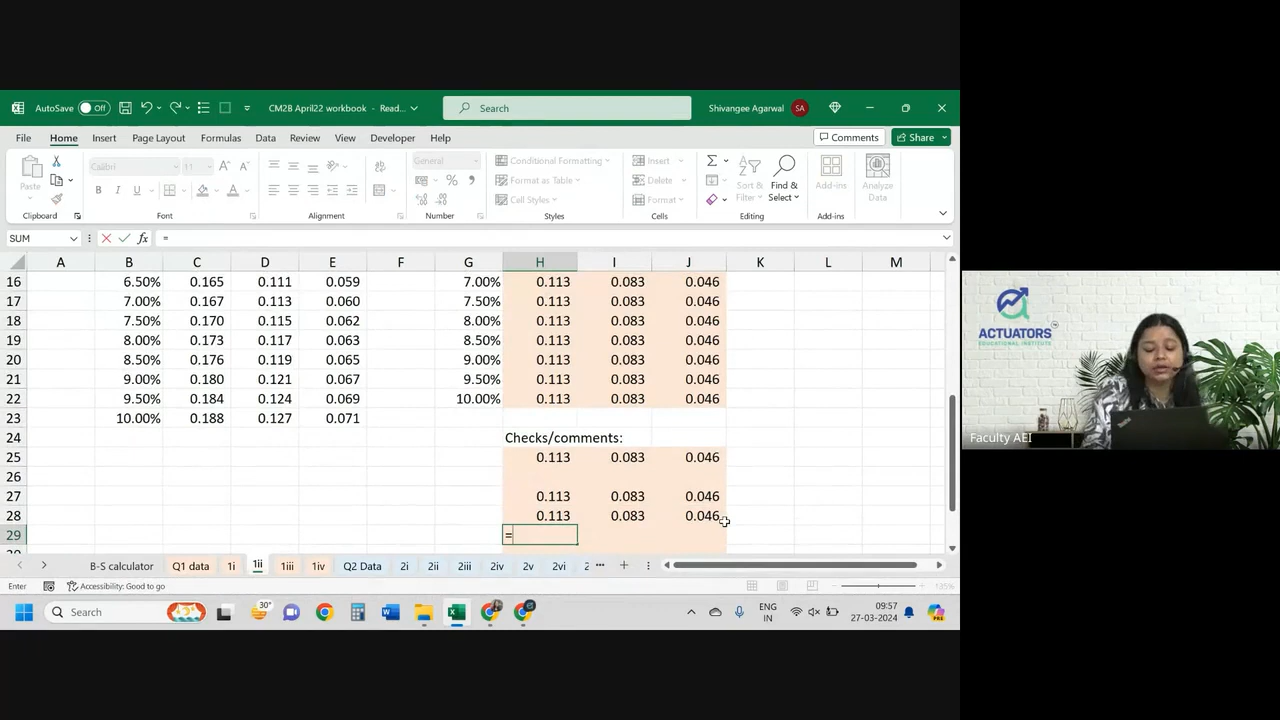 AutoSave Off CM2B April22 workbook - Read... Search Shivangee Agarwal SA
File Home Insert Page Layout Formulas Data Review View Developer Help Comments Share
Paste Calibri 11 General Conditional Formatting Insert Sort & Find & Add-ins Analyze
Format as Table Delete Filter Select Data
Cell Styles Format
Clipboard Font Alignment Number Styles Cells Editing Add-ins
SUM fx =
A B C D E F G H I J K L M
16 6.50% 0.165 0.111 0.059 7.00% 0.113 0.083 0.046
17 7.00% 0.167 0.113 0.060 7.50% 0.113 0.083 0.046
18 7.50% 0.170 0.115 0.062 8.00% 0.113 0.083 0.046
19 8.00% 0.173 0.117 0.063 8.50% 0.113 0.083 0.046
20 8.50% 0.176 0.119 0.065 9.00% 0.113 0.083 0.046
21 9.00% 0.180 0.121 0.067 9.50% 0.113 0.083 0.046
22 9.50% 0.184 0.124 0.069 10.00% 0.113 0.083 0.046
23 10.00% 0.188 0.127 0.071
24 Checks/comments:
25 0.113 0.083 0.046
26
27 0.113 0.083 0.046
28 0.113 0.083 0.046
29 =
B-S calculator Q1 data 1i 1ii 1iii 1iv Q2 Data 2i 2ii 2iii 2iv 2v 2vi 2
Enter Accessibility: Good to go 135%
Search 30° ENG 09:57
IN 27-03-2024
ACTUATORS
EDUCATIONAL INSTITUTE
Faculty AEI